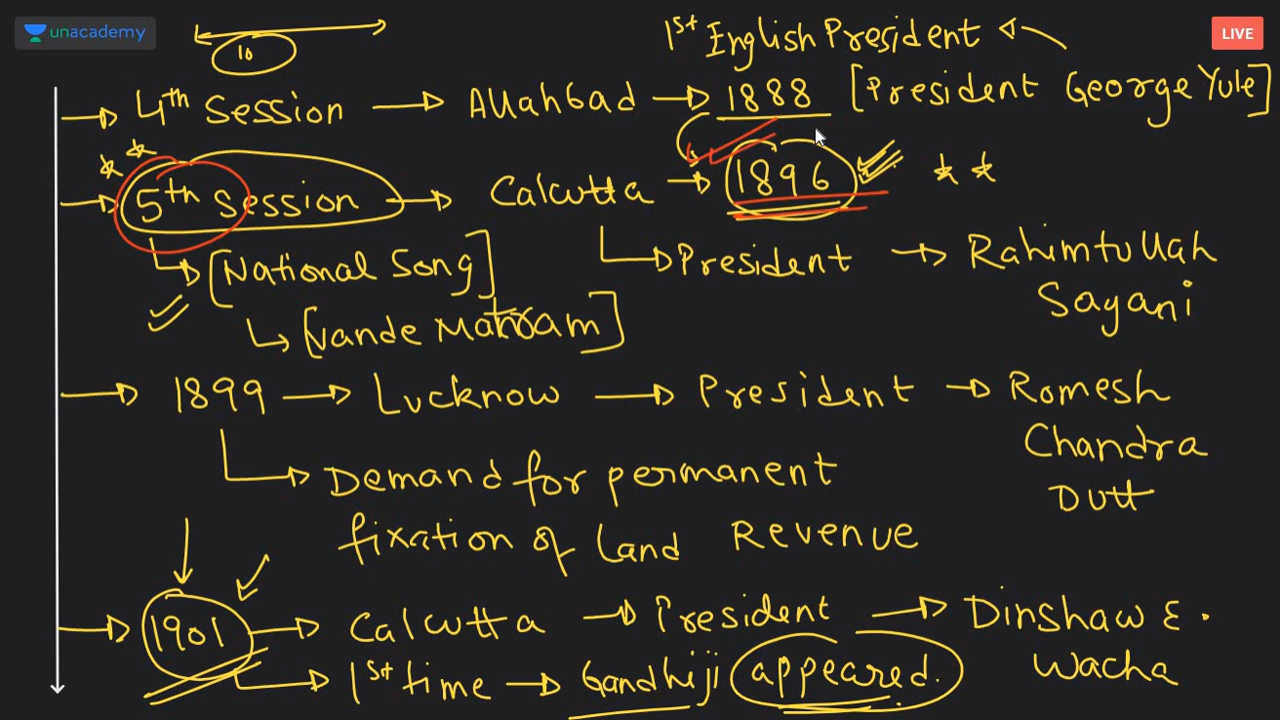 unacademy
LIVE
10
1st English President
4th Session → Allahbad → 1888 [President George Yule]
5th Session → Calcutta → 1896
[National Song]
President → Rahimtullah Sayani
[Vande Matram]
1899 → Lucknow → President → Romesh Chandra Dutt
Demand for permanent
fixation of Land Revenue
1901 → Calcutta → President → Dinshaw E. Wacha
1st time → Gandhiji appeared.